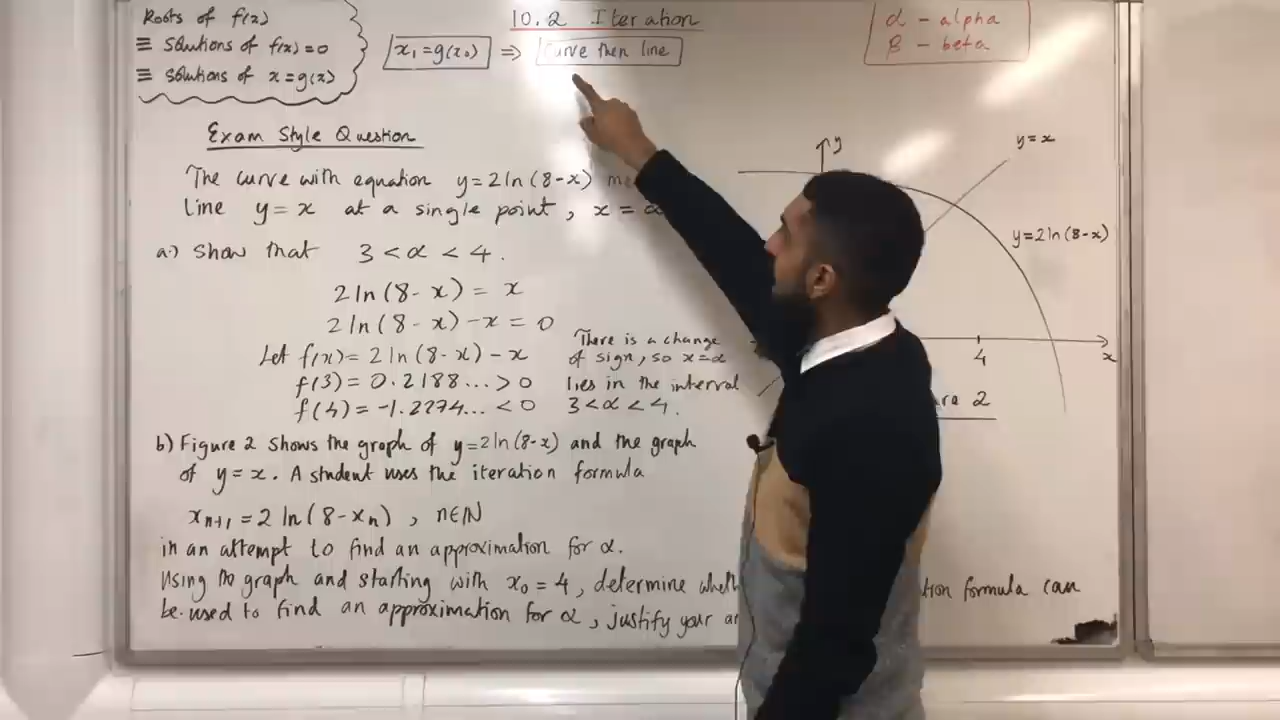 Roots of f(x)
≡ solutions of f(x)=0
≡ solutions of x=g(x)
10.2 Iteration
x₁=g(x₀) ⇒ Curve then line
α - alpha
β - beta
Exam Style Question
The curve with equation y=2ln(8-x)
line y=x at a single point, x=α
a.) Show that 3<α<4.
2ln(8-x)=x
2ln(8-x)-x=0
Let f(x)=2ln(8-x)-x
f(3)=0.2188...>0
f(4)=-1.2274...<0
There is a change
of sign, so x=α
lies in the interval
3<α<4.
b) Figure 2 shows the graph of y=2ln(8-x) and the graph
of y=x. A student uses the iteration formula
xₙ₊₁=2ln(8-xₙ), n∈ℕ
in an attempt to find an approximation for α.
Using the graph and starting with x₀=4, determine formula can
be used to find an approximation for α, justify your
y
y=x
y=2ln(8-x)
4
x
2